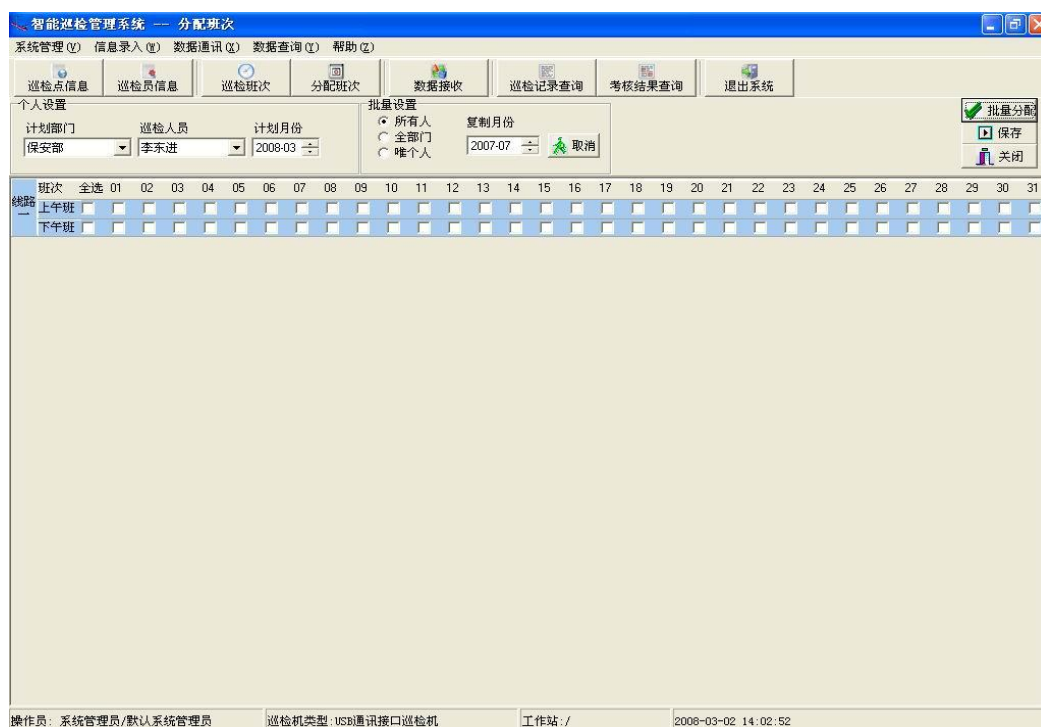 智能巡检管理系统 —— 分配班次
系统管理(V) 信息录入(W) 数据通讯(X) 数据查询(Y) 帮助(Z)
巡检点信息 巡检员信息 巡检班次 分配班次 数据接收 巡检记录查询 考核结果查询 退出系统
个人设置
计划部门 巡检人员 计划月份
保安部 李东进 2008-03
批量设置
所有人
全部门
唯个人
复制月份
2007-07 取消
批量分配
保存
关闭
班次 全选 01 02 03 04 05 06 07 08 09 10 11 12 13 14 15 16 17 18 19 20 21 22 23 24 25 26 27 28 29 30 31
线路一
上午班
下午班
操作员: 系统管理员/默认系统管理员 巡检机类型:USB通讯接口巡检机 工作站:/ 2008-03-02 14:02:52